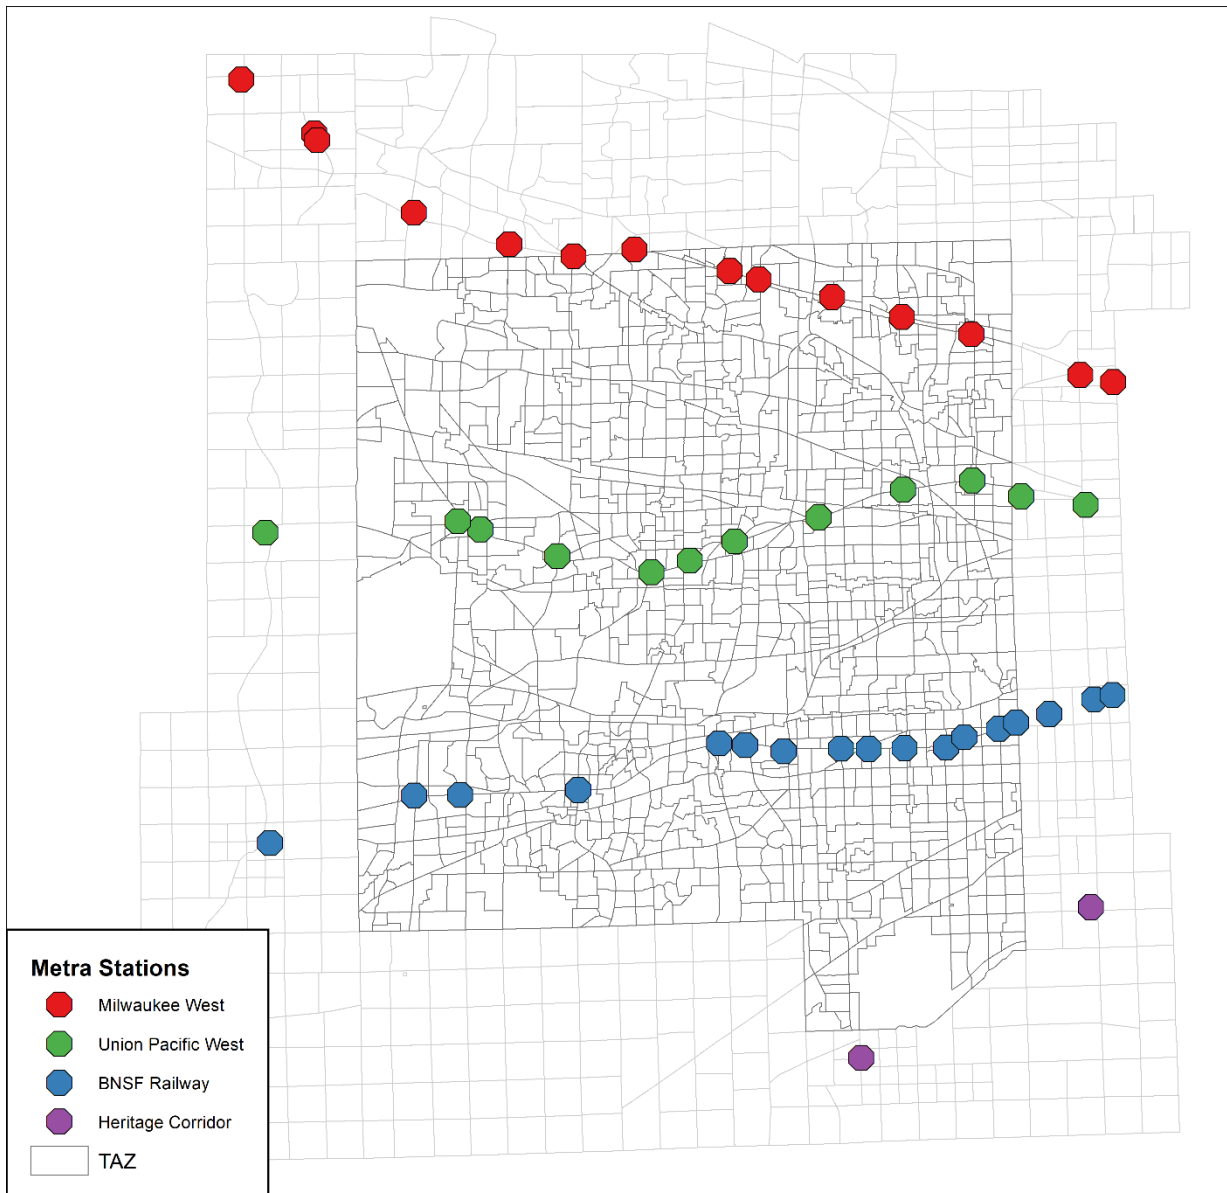 Metra Stations
Milwaukee West
Union Pacific West
BNSF Railway
Heritage Corridor
TAZ